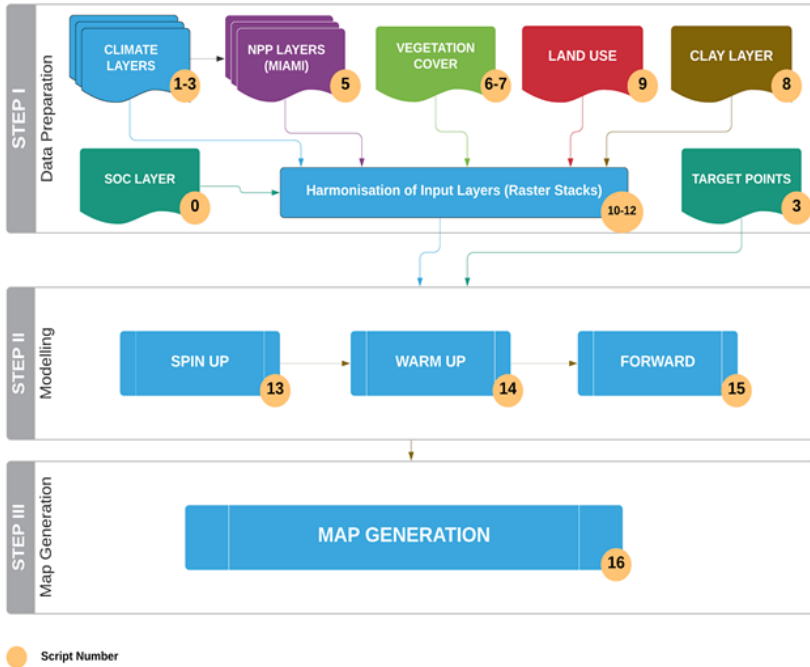 STEP I
Data Preparation
CLIMATE
LAYERS
1-3
NPP LAYERS
(MIAMI)
5
VEGETATION
COVER
6-7
LAND USE
9
CLAY LAYER
8
SOC LAYER
0
Harmonisation of Input Layers (Raster Stacks)
10-12
TARGET POINTS
3
STEP II
Modelling
SPIN UP
13
WARM UP
14
FORWARD
15
STEP III
Map Generation
MAP GENERATION
16
Script Number